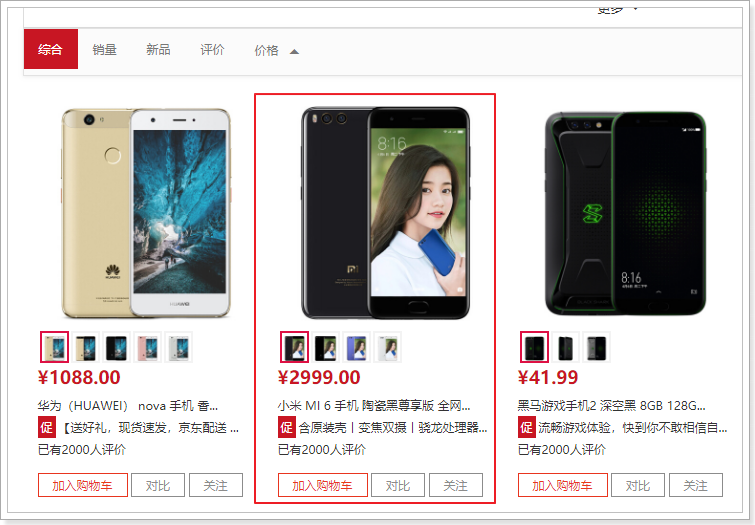 更多
综合 销量 新品 评价 价格
8:16
HUAWEI
HUAWEI
8:16
¥1088.00 ¥2999.00 ¥41.99
华为（HUAWEI） nova 手机 香... 小米 MI 6 手机 陶瓷黑尊享版 全网... 黑马游戏手机2 深空黑 8GB 128G...
促 【送好礼，现货速发，京东配送 ... 促 含原装壳丨变焦双摄丨骁龙处理器... 促 流畅游戏体验，快到你不敢相信自...
已有2000人评价 已有2000人评价 已有2000人评价
加入购物车 对比 关注 加入购物车 对比 关注 加入购物车 对比 关注